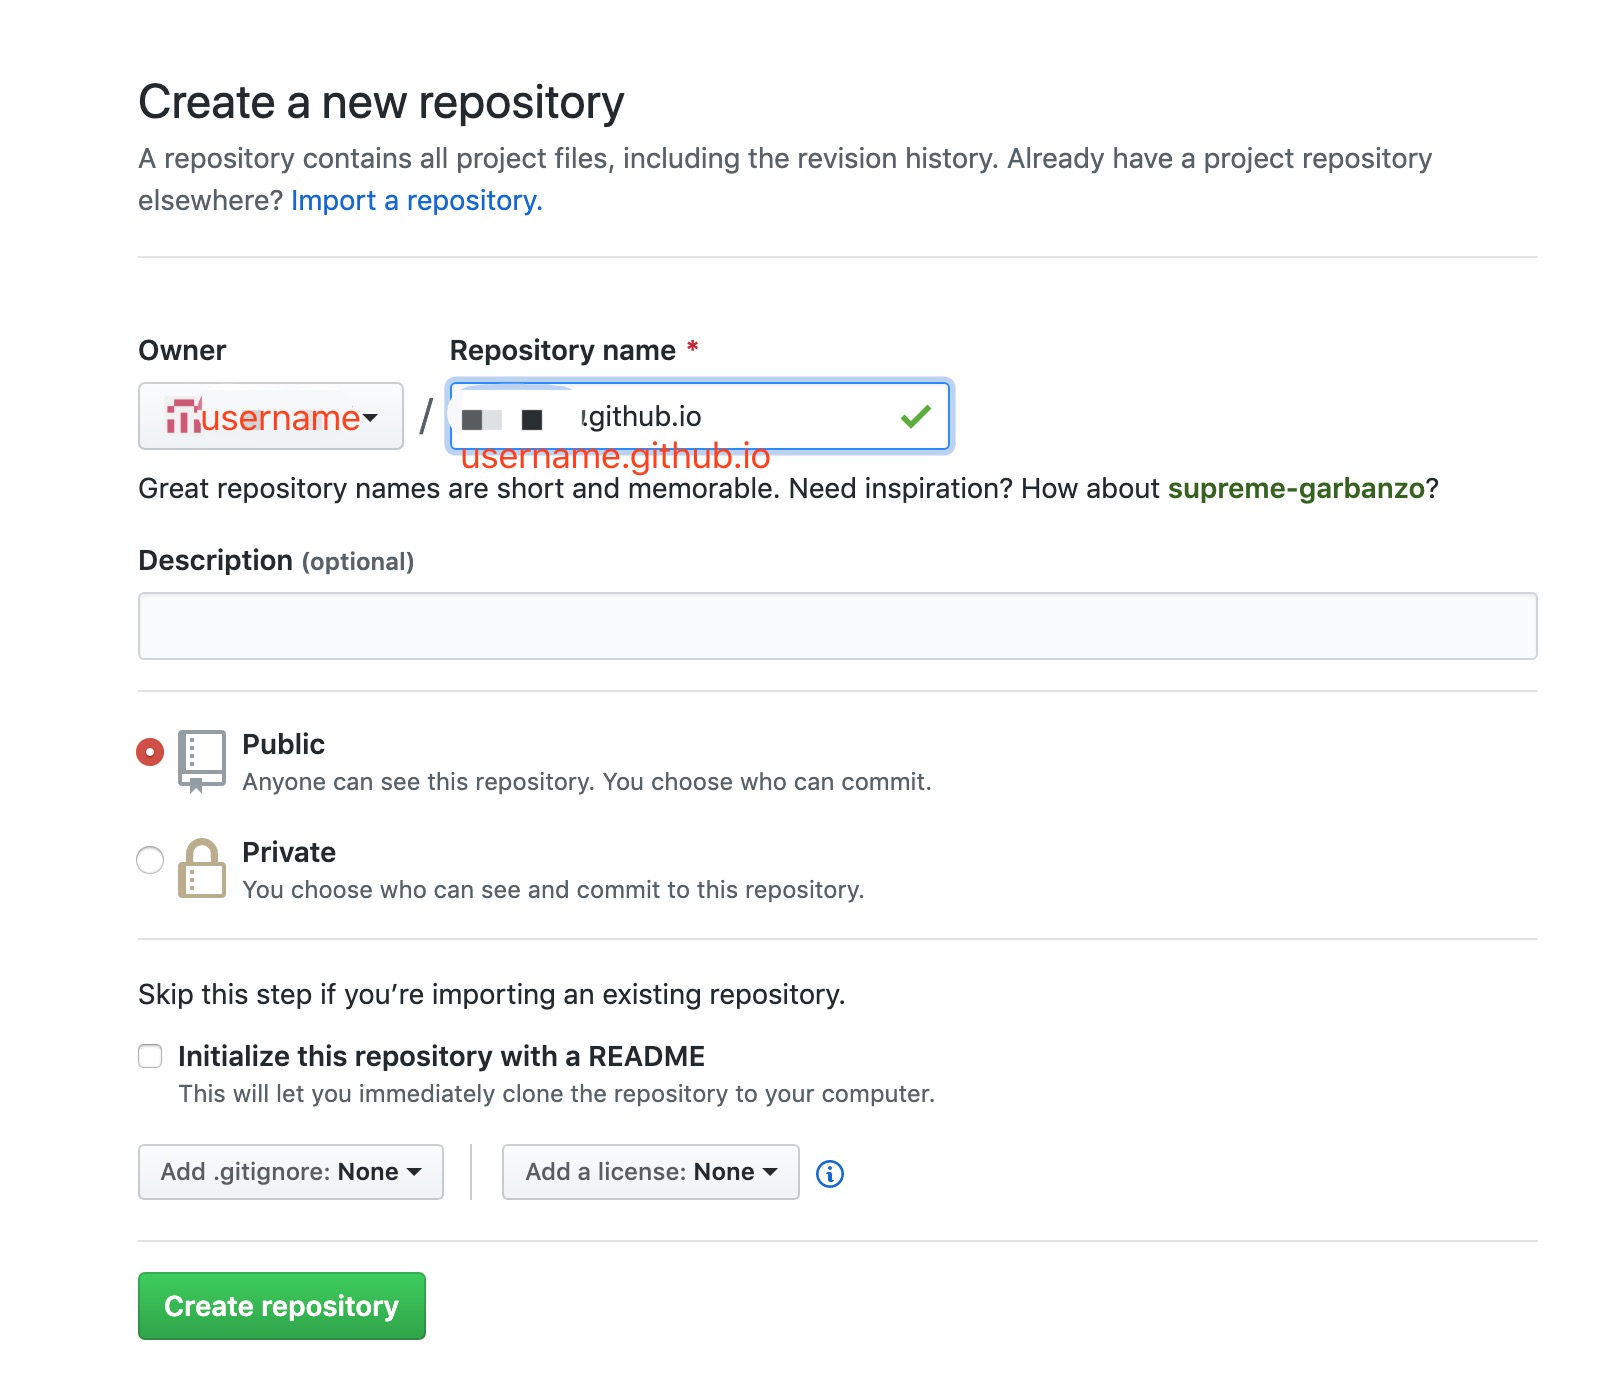 Create a new repository
A repository contains all project files, including the revision history. Already have a project repository
elsewhere? Import a repository.
Owner
Repository name *
username
/
.github.io
username.github.io
Great repository names are short and memorable. Need inspiration? How about supreme-garbanzo?
Description (optional)
Public
Anyone can see this repository. You choose who can commit.
Private
You choose who can see and commit to this repository.
Skip this step if you’re importing an existing repository.
Initialize this repository with a README
This will let you immediately clone the repository to your computer.
Add .gitignore: None
Add a license: None
Create repository